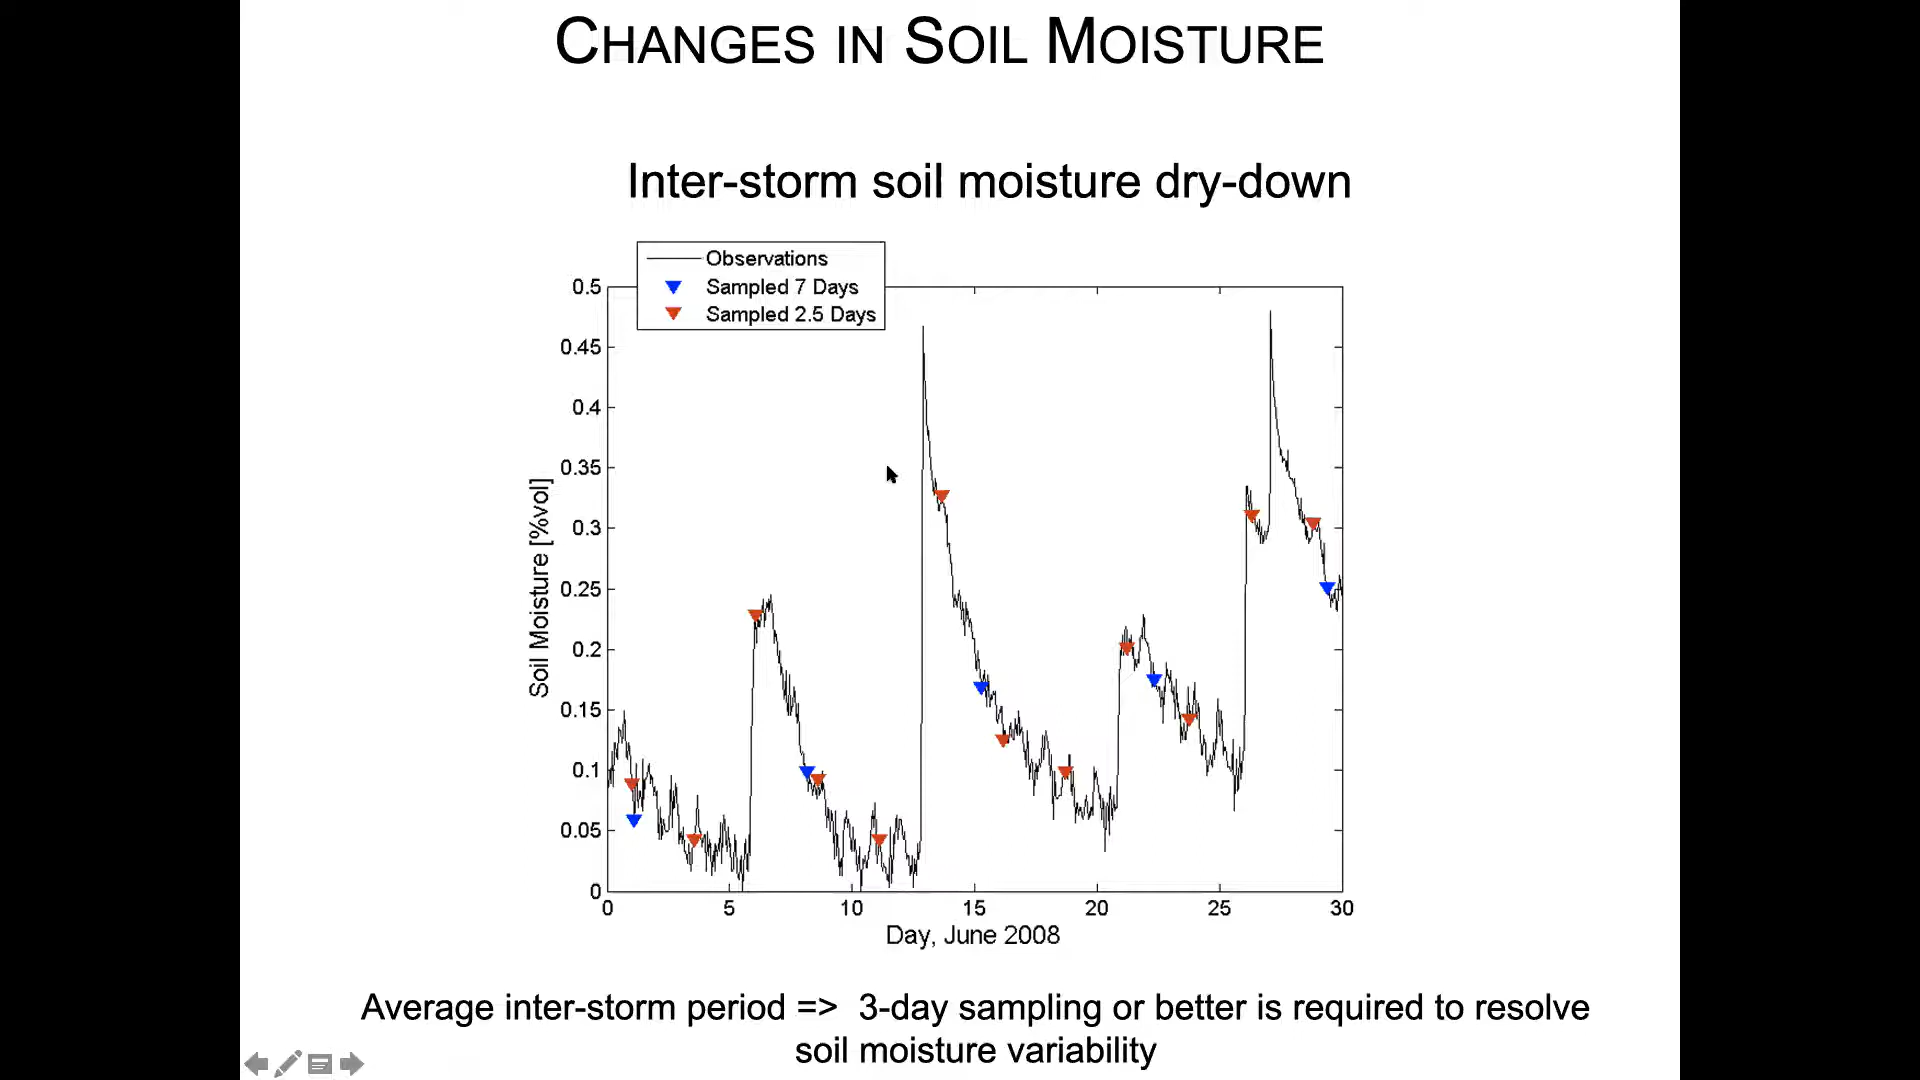 CHANGES IN SOIL MOISTURE
Inter-storm soil moisture dry-down
Observations
Sampled 7 Days
Sampled 2.5 Days
0.5
0.45
0.4
0.35
0.3
0.25
0.2
0.15
0.1
0.05
0
Soil Moisture [%vol]
0 5 10 15 20 25 30
Day, June 2008
Average inter-storm period => 3-day sampling or better is required to resolve
soil moisture variability